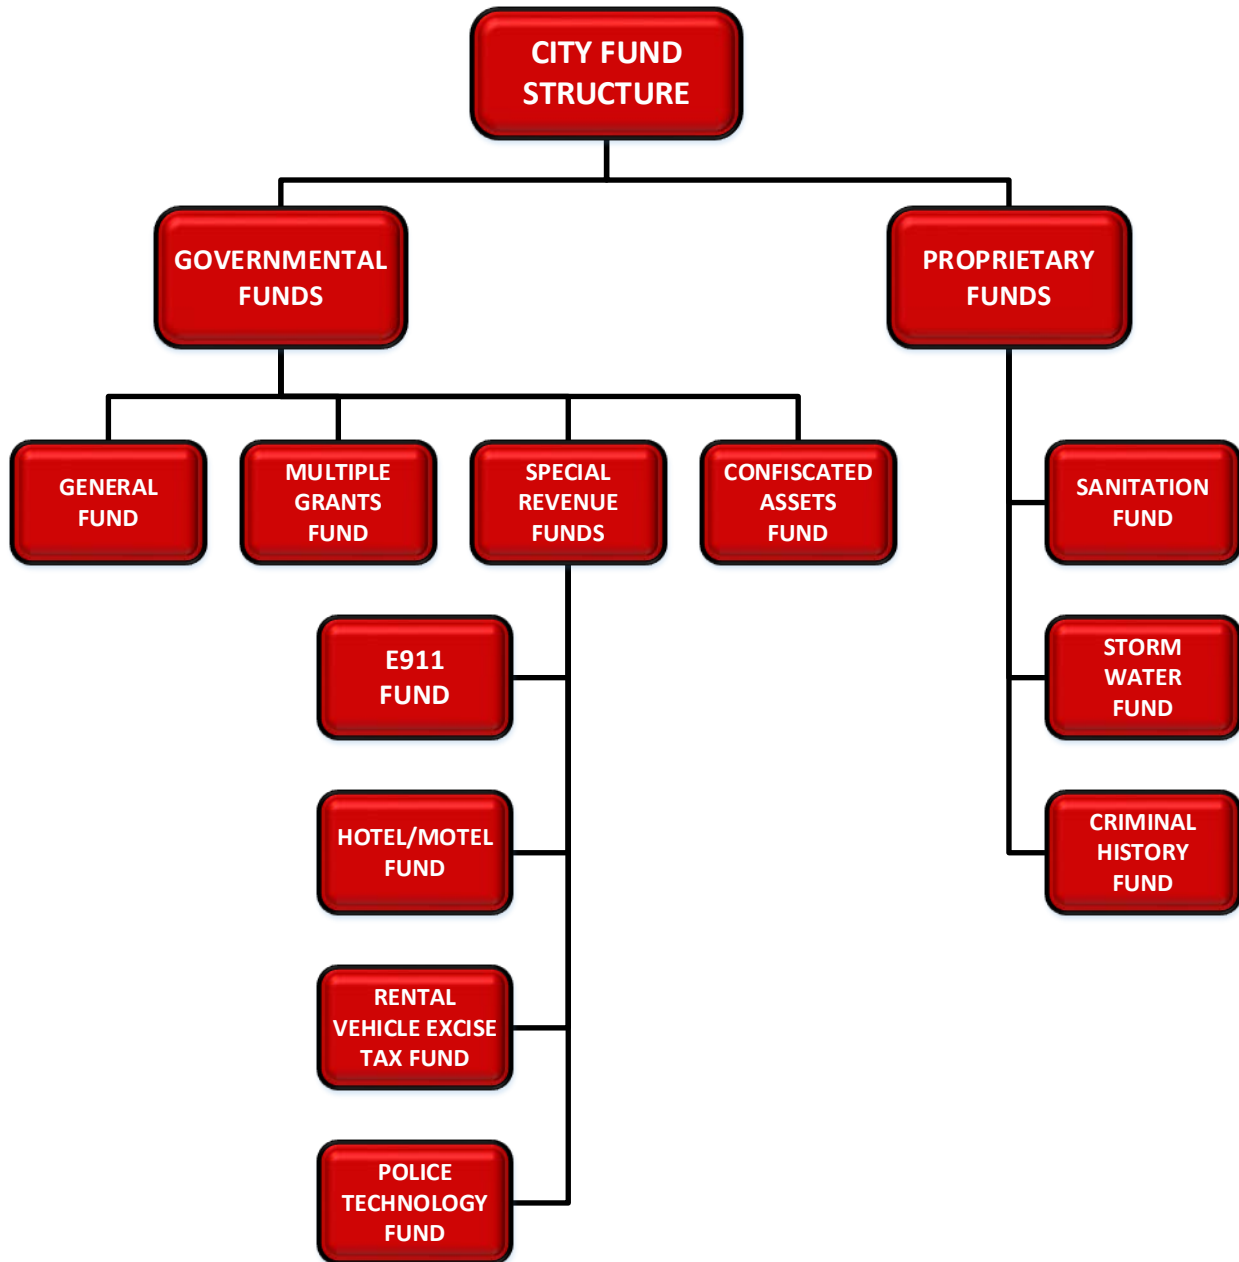 CITY FUND
STRUCTURE
GOVERNMENTAL
FUNDS
PROPRIETARY
FUNDS
GENERAL
FUND
MULTIPLE
GRANTS
FUND
SPECIAL
REVENUE
FUNDS
CONFISCATED
ASSETS
FUND
SANITATION
FUND
E911
FUND
STORM
WATER
FUND
HOTEL/MOTEL
FUND
CRIMINAL
HISTORY
FUND
RENTAL
VEHICLE EXCISE
TAX FUND
POLICE
TECHNOLOGY
FUND